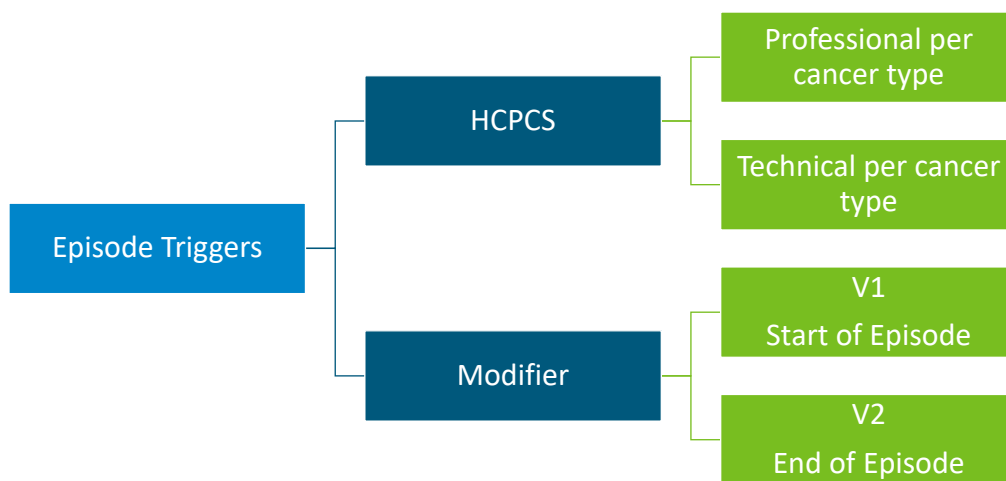 Episode Triggers
HCPCS
Professional per
cancer type
Technical per cancer
type
Modifier
V1
Start of Episode
V2
End of Episode